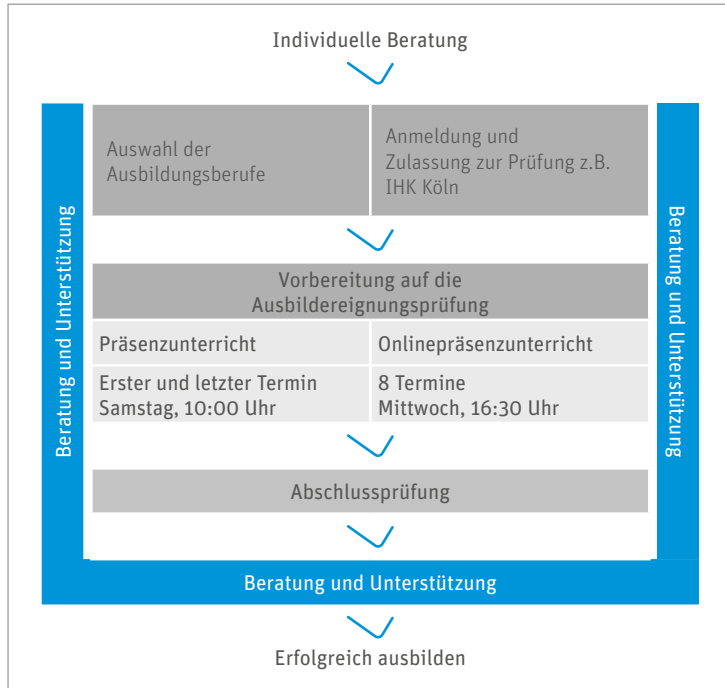 Individuelle Beratung
Beratung und Unterstützung
Auswahl der
Ausbildungsberufe
Anmeldung und
Zulassung zur Prüfung z.B.
IHK Köln
Beratung und Unterstützung
Vorbereitung auf die
Ausbildereignungsprüfung
Präsenzunterricht
Onlinepräsenzunterricht
Erster und letzter Termin
Samstag, 10:00 Uhr
8 Termine
Mittwoch, 16:30 Uhr
Abschlussprüfung
Beratung und Unterstützung
Erfolgreich ausbilden